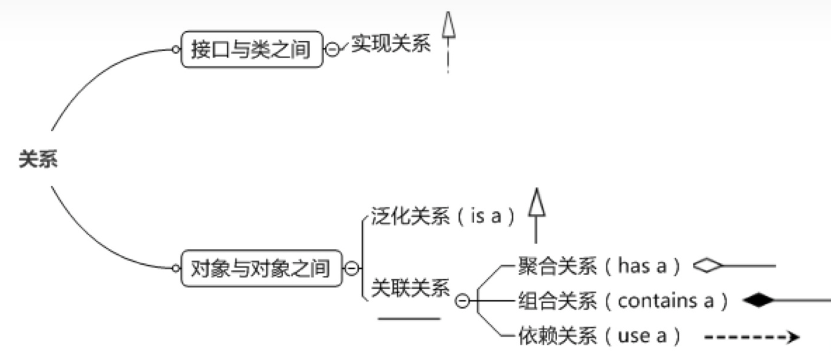 接口与类之间
实现关系
关系
泛化关系（is a）
对象与对象之间
关联关系
聚合关系（has a）
组合关系（contains a）
依赖关系（use a）